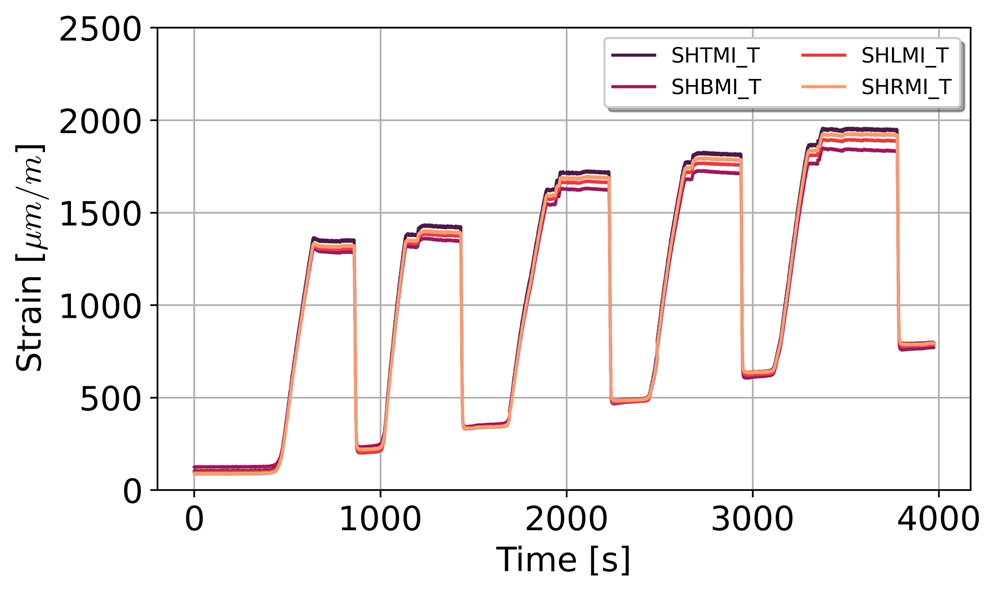 2500
2000
1500
1000
500
0
Strain [μm/m]
SHTMI_T
SHBMI_T
SHLMI_T
SHRMI_T
0 1000 2000 3000 4000
Time [s]